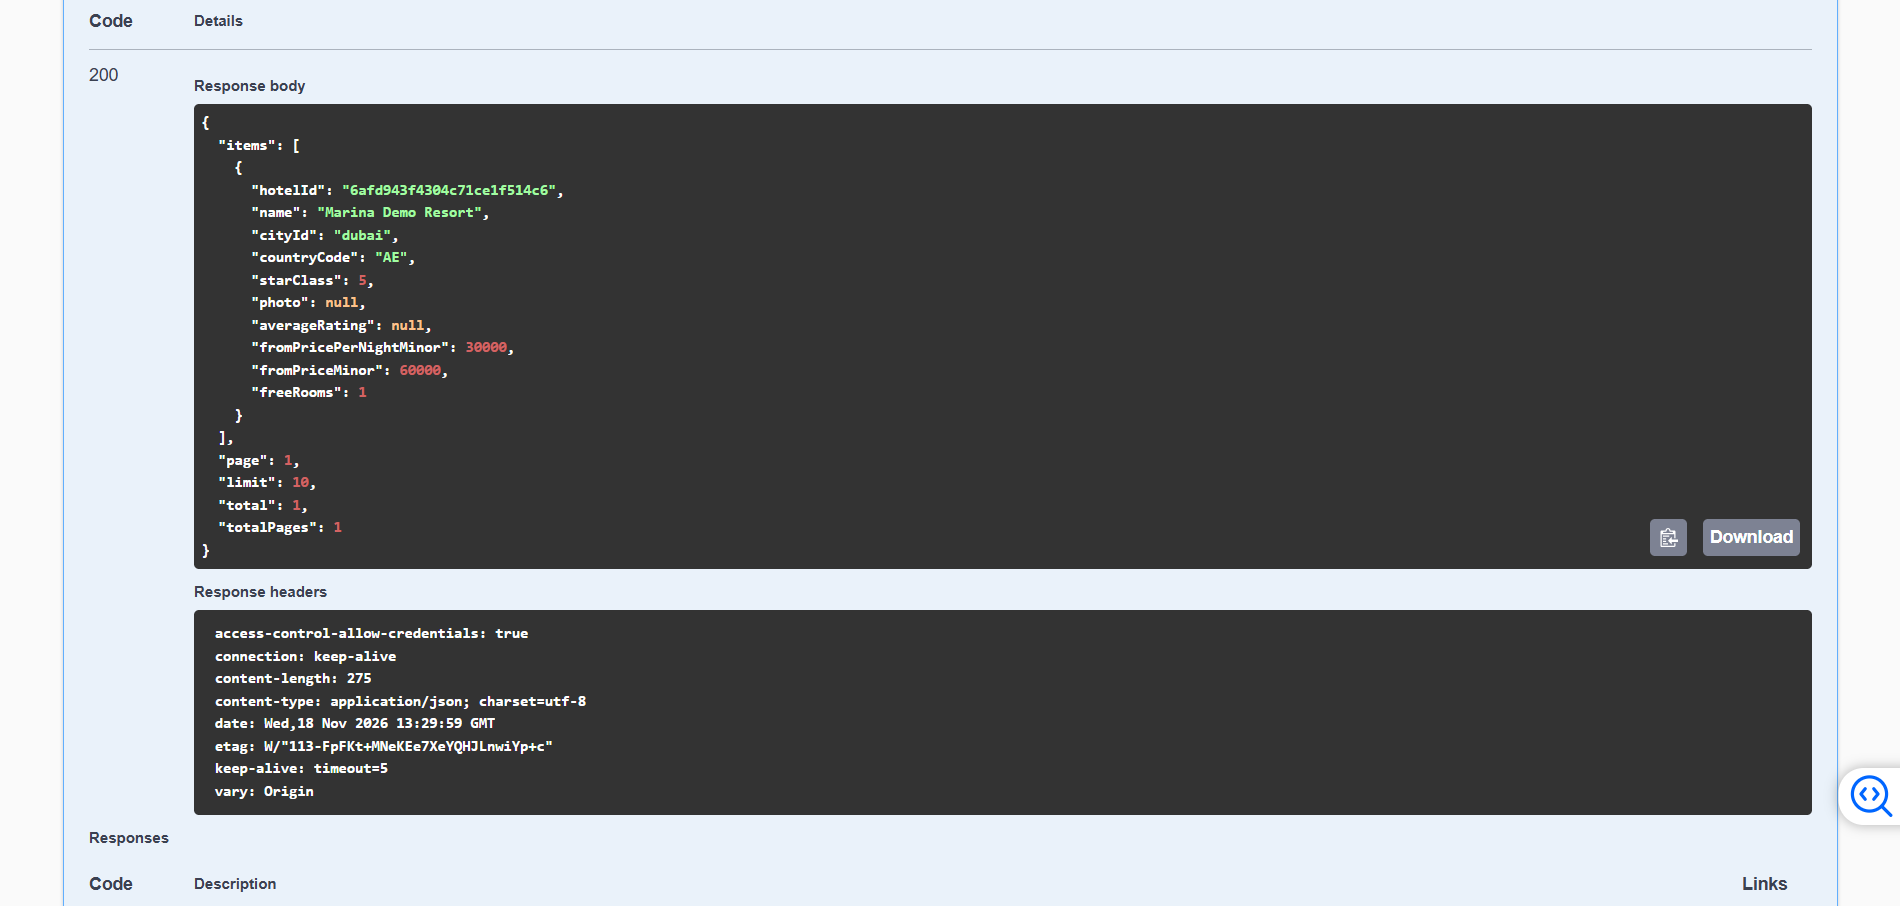 Code Details
200
Response body
{
  "items": [
    {
      "hotelId": "6afd943f4304c71ce1f514c6",
      "name": "Marina Demo Resort",
      "cityId": "dubai",
      "countryCode": "AE",
      "starClass": 5,
      "photo": null,
      "averageRating": null,
      "fromPricePerNightMinor": 30000,
      "fromPriceMinor": 60000,
      "freeRooms": 1
    }
  ],
  "page": 1,
  "limit": 10,
  "total": 1,
  "totalPages": 1
}
Download
Response headers
access-control-allow-credentials: true
connection: keep-alive
content-length: 275
content-type: application/json; charset=utf-8
date: Wed,18 Nov 2026 13:29:59 GMT
etag: W/"113-FpFKt+MNeKEe7XeYQHJLnwiYp+c"
keep-alive: timeout=5
vary: Origin
Responses
Code Description Links